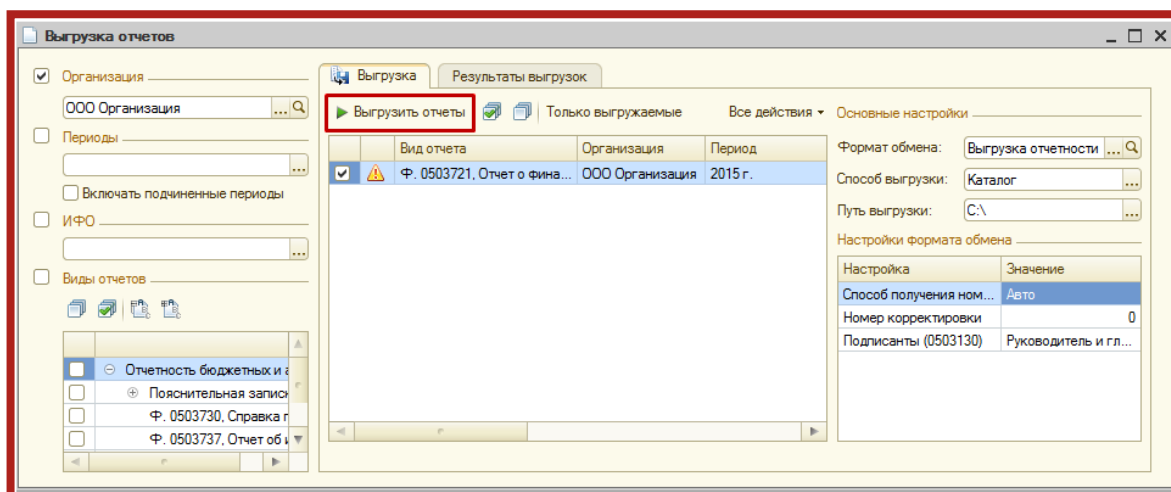 Выгрузка отчетов
Организация
ООО Организация
Периоды
Включать подчиненные периоды
ИФО
Виды отчетов
Отчетность бюджетных и а
Пояснительная записк
Ф. 0503730, Справка г
Ф. 0503737, Отчет об и
Выгрузка Результаты выгрузок
Выгрузить отчеты Только выгружаемые Все действия
Вид отчета Организация Период
Ф. 0503721, Отчет о фина... ООО Организация 2015 г.
Основные настройки
Формат обмена: Выгрузка отчетности ...
Способ выгрузки: Каталог ...
Путь выгрузки: C:\ ...
Настройки формата обмена
Настройка Значение
Способ получения ном... Авто
Номер корректировки 0
Подписанты (0503130) Руководитель и гл...